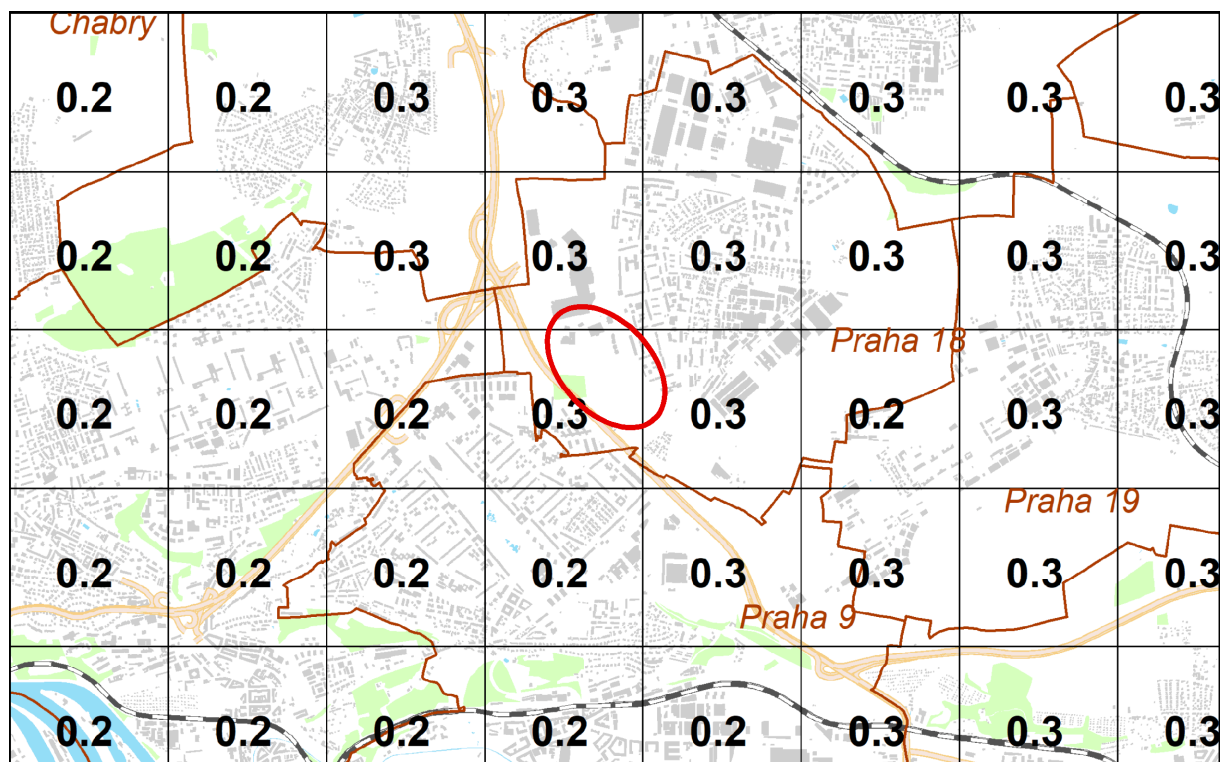 Chabry
0.2 0.2 0.3 0.3 0.3 0.3 0.3 0.3
0.2 0.2 0.3 0.3 0.3 0.3 0.3 0.3
Praha 18
0.2 0.2 0.2 0.3 0.3 0.2 0.3 0.3
Praha 19
0.2 0.2 0.2 0.2 0.3 0.3 0.3 0.3
Praha 9
0.2 0.2 0.2 0.2 0.2 0.3 0.3 0.3